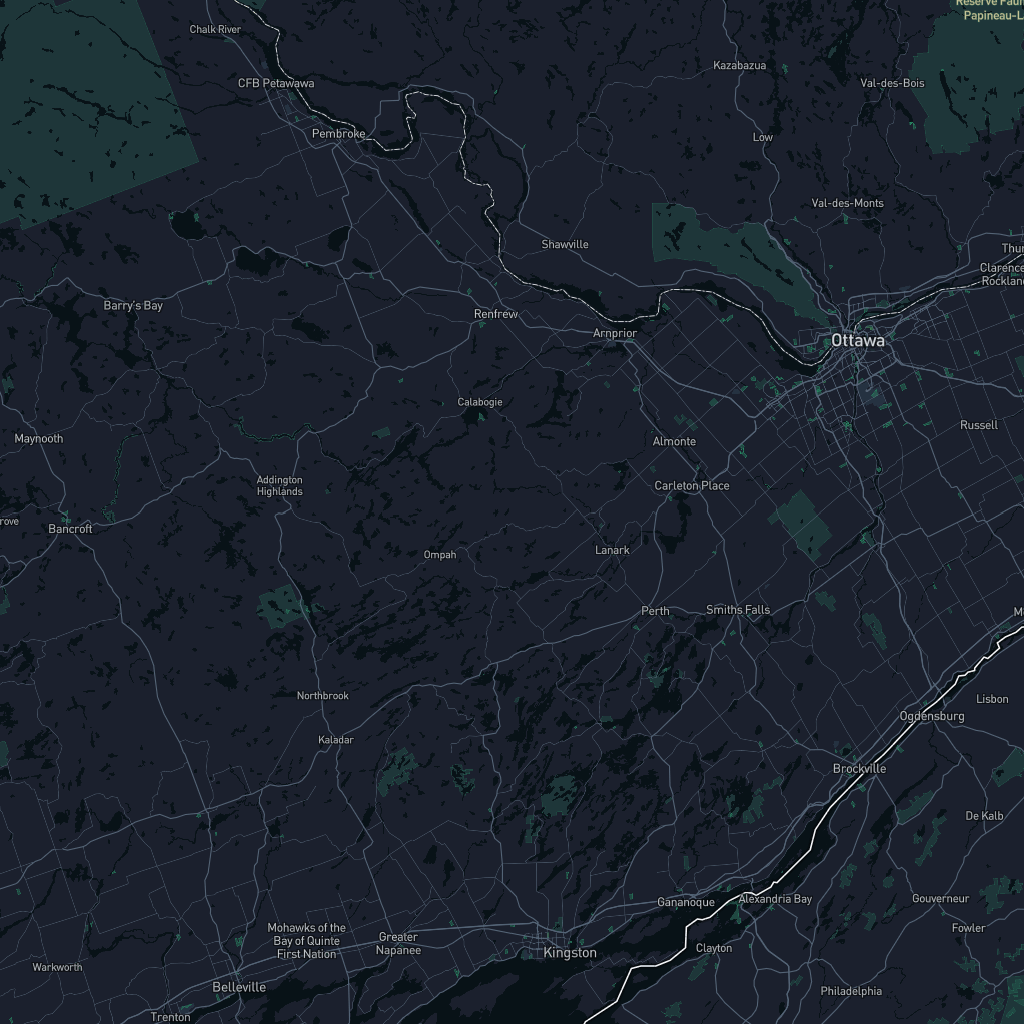 Papineau-L
Chalk River
Kazabazua
CFB Petawawa
Val-des-Bois
Pembroke
Low
Val-des-Monts
Shawville
Thur
Clarence-
Rockland
Barry's Bay
Renfrew
Arnprior
Ottawa
Calabogie
Russell
Maynooth
Almonte
Addington
Highlands
Carleton Place
rove
Bancroft
Ompah
Lanark
Perth
Smiths Falls
Northbrook
Lisbon
Ogdensburg
Kaladar
Brockville
De Kalb
Gananoque
Alexandria Bay
Gouverneur
Mohawks of the
Bay of Quinte
First Nation
Greater
Napanee
Fowler
Kingston
Clayton
Warkworth
Belleville
Philadelphia
Trenton